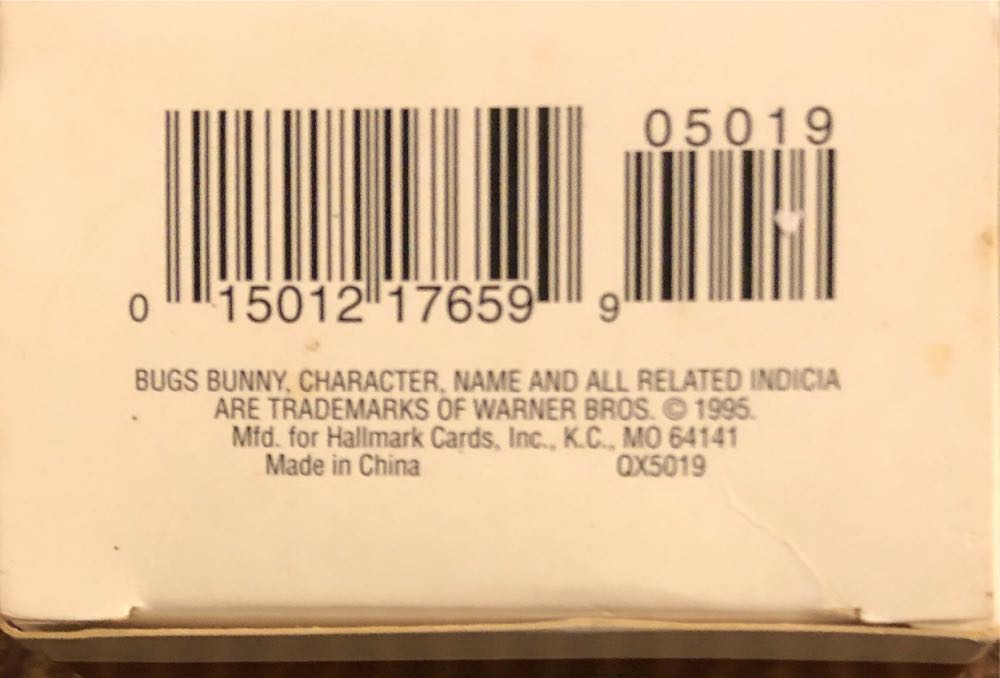 05019
0 15012 17659 9
BUGS BUNNY, CHARACTER, NAME AND ALL RELATED INDICIA
ARE TRADEMARKS OF WARNER BROS. © 1995.
Mfd. for Hallmark Cards, Inc., K.C., MO 64141
Made in China QX5019